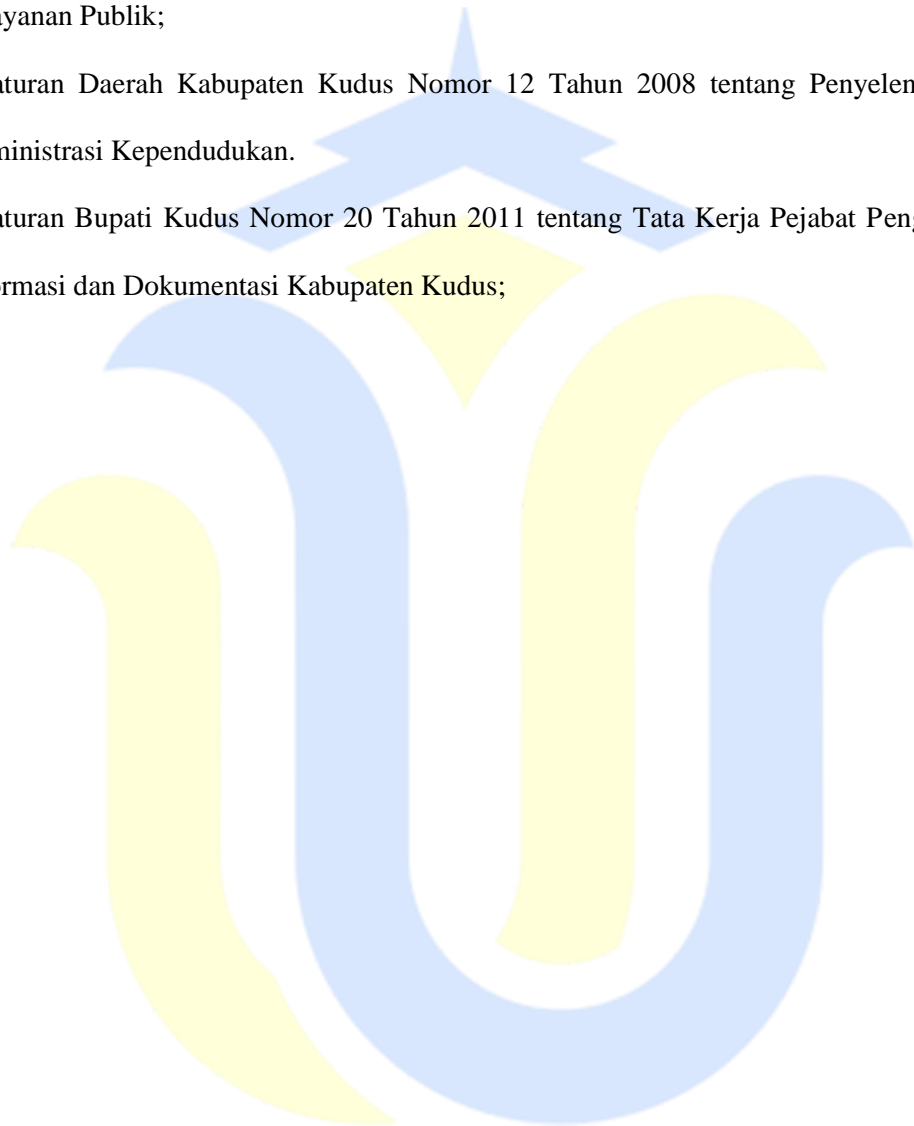 ayanan Publik;
aturan Daerah Kabupaten Kudus Nomor 12 Tahun 2008 tentang Penyelen
ministrasi Kependudukan.
aturan Bupati Kudus Nomor 20 Tahun 2011 tentang Tata Kerja Pejabat Peng
ormasi dan Dokumentasi Kabupaten Kudus;